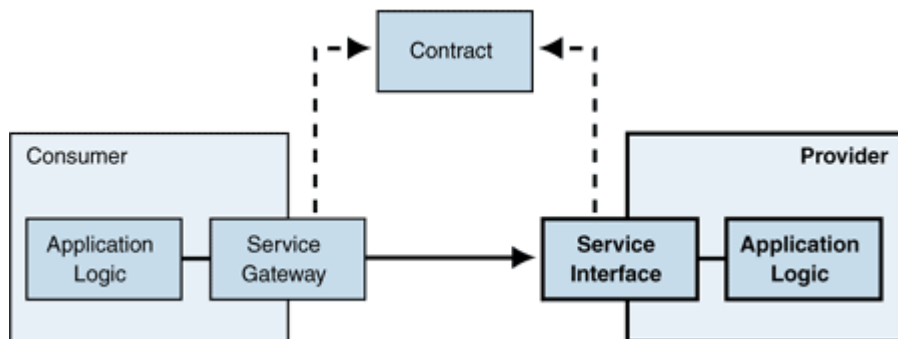 Contract
Consumer
Provider
Application
Logic
Service
Gateway
Service
Interface
Application
Logic